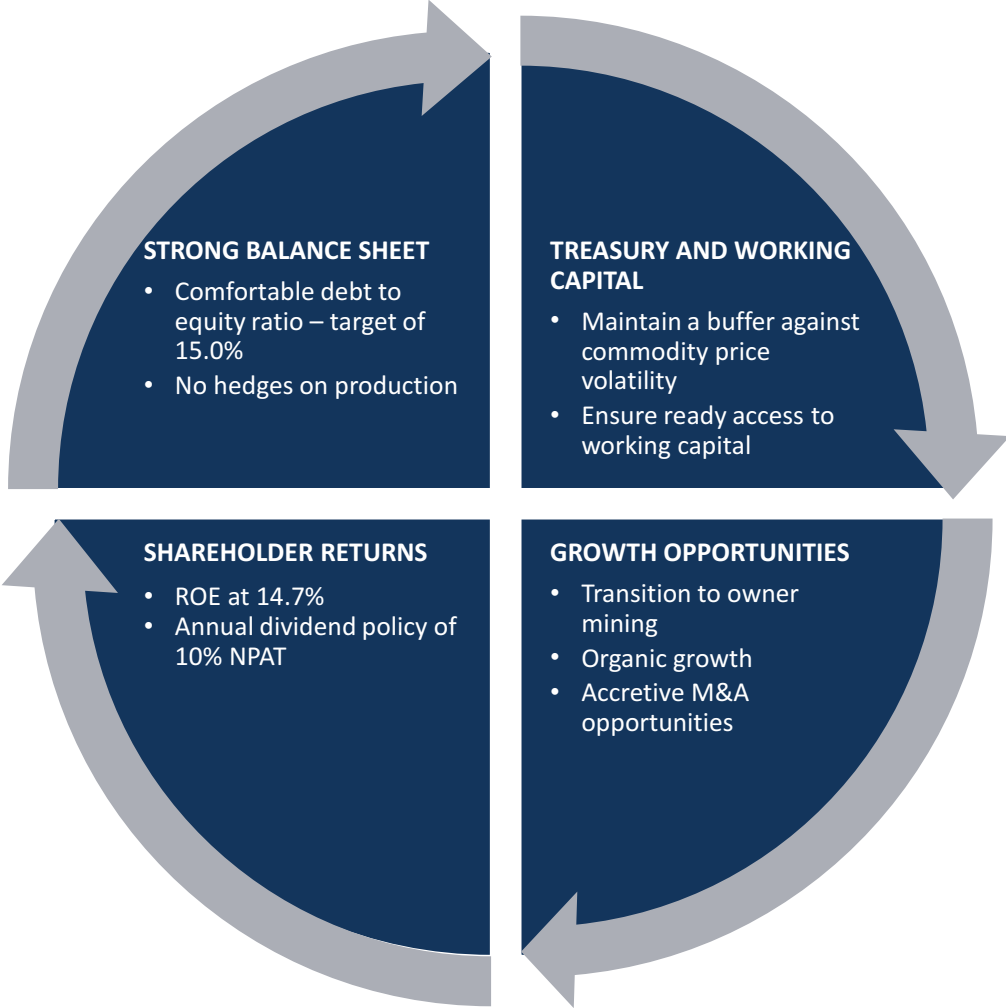 STRONG BALANCE SHEET
• Comfortable debt to
equity ratio – target of
15.0%
• No hedges on production
TREASURY AND WORKING
CAPITAL
• Maintain a buffer against
commodity price
volatility
• Ensure ready access to
working capital
SHAREHOLDER RETURNS
• ROE at 14.7%
• Annual dividend policy of
10% NPAT
GROWTH OPPORTUNITIES
• Transition to owner
mining
• Organic growth
• Accretive M&A
opportunities